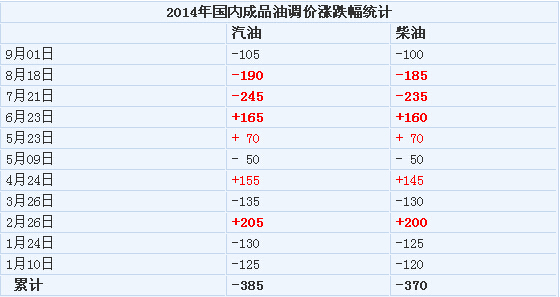 2014年国内成品油调价涨跌幅统计
汽油 柴油
9月01日 -105 -100
8月18日 -190 -185
7月21日 -245 -235
6月23日 +165 +160
5月23日 + 70 + 70
5月09日 - 50 - 50
4月24日 +155 +145
3月26日 -135 -130
2月26日 +205 +200
1月24日 -130 -125
1月10日 -125 -120
累计 -385 -370